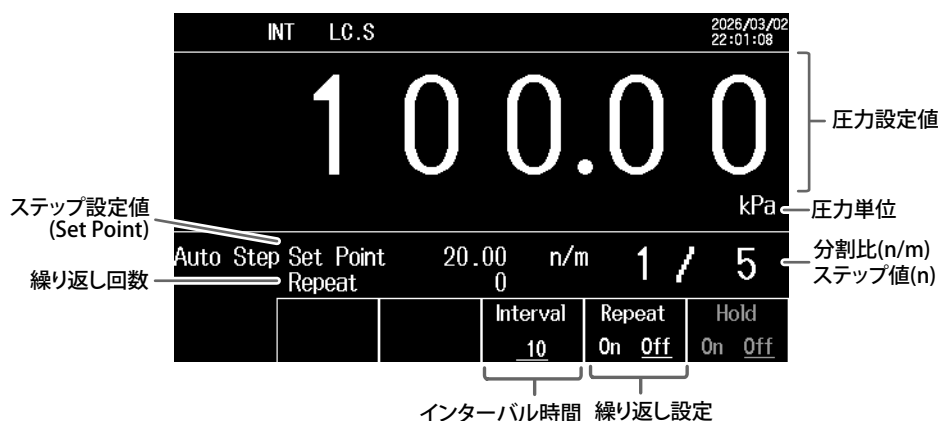 INT LC.S 2026/03/02
22:01:08
100.00
圧力設定値
kPa
圧力単位
ステップ設定値
(Set Point)
Auto Step Set Point 20.00 n/m 1 / 5
分割比(n/m)
ステップ値(n)
繰り返し回数
Repeat 0
Interval Repeat Hold
10 On Off On Off
インターバル時間 繰り返し設定